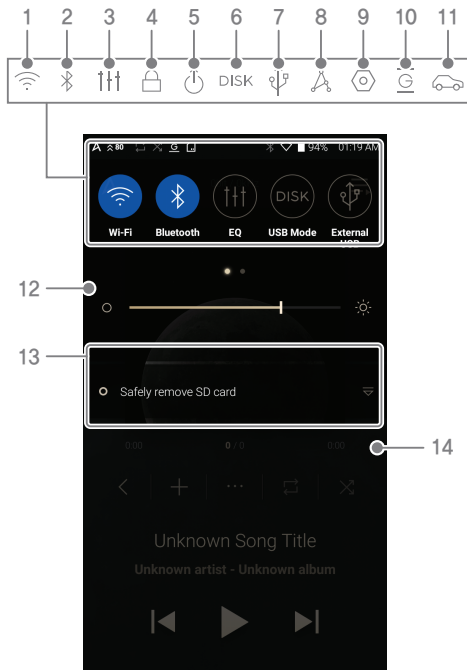 1 2 3 4 5 6 7 8 9 10 11
DISK G
80 G 94% 01:19 AM
DISK
Wi-Fi Bluetooth EQ USB Mode External
USB
12
13
Safely remove SD card
14
0:00 0 / 0 0:00
Unknown Song Title
Unknown artist - Unknown album